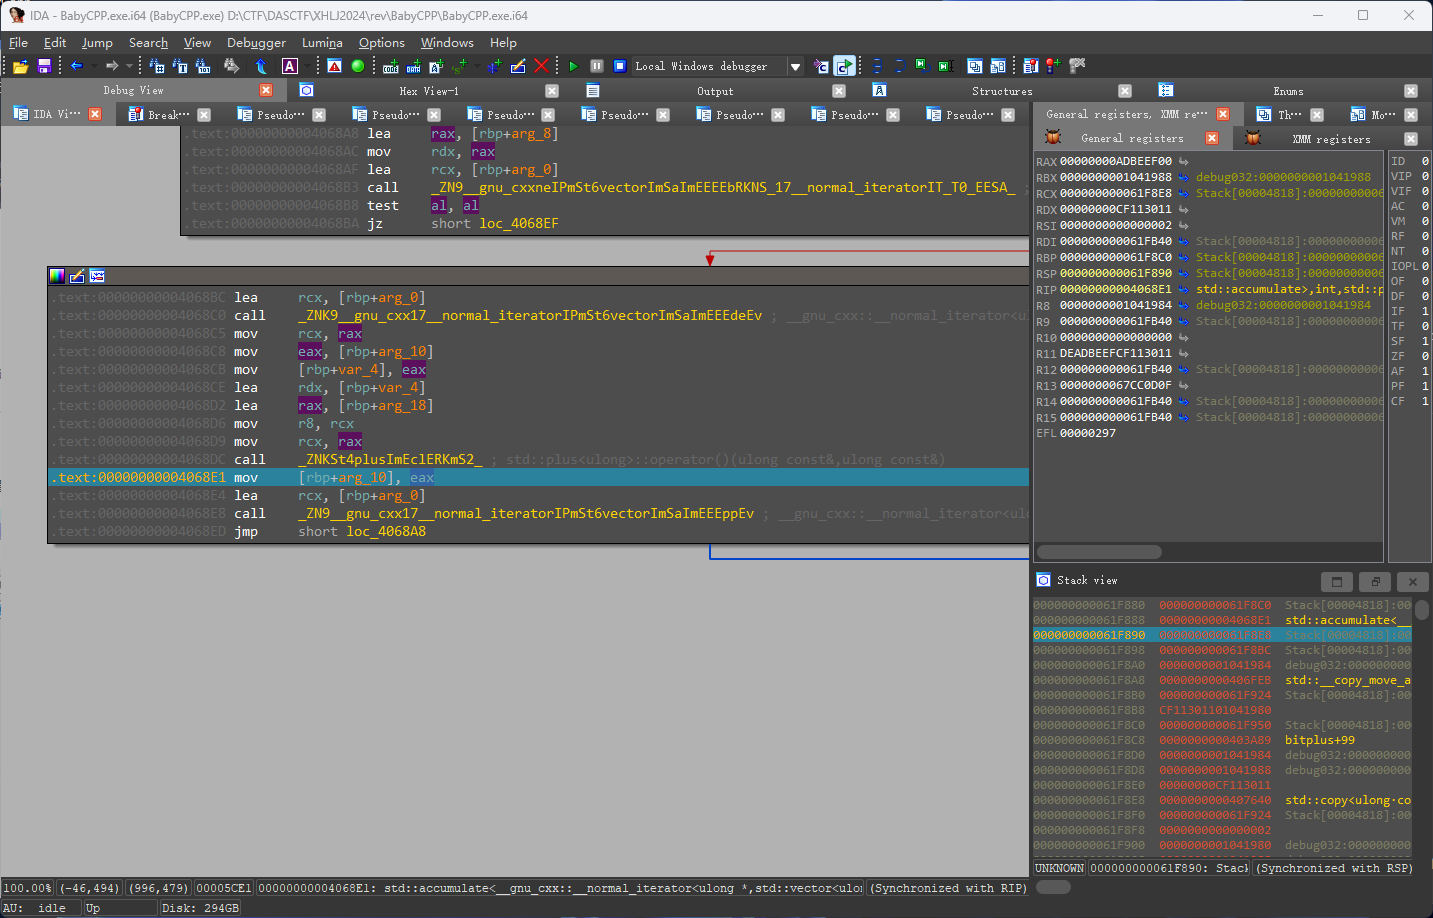 IDA - BabyCPP.exe.i64 (BabyCPP.exe) D:\CTF\DASCTF\XHLJ2024\rev\BabyCPP\BabyCPP.exe.i64
File Edit Jump Search View Debugger Lumina Options Windows Help
Local Windows debugger
Debug View Hex View-1 Output Structures Enums
IDA Vi··· Break··· Pseudo··· Pseudo··· Pseudo··· Pseudo··· Pseudo··· Pseudo··· Pseudo··· General registers, XMM re··· Th··· Mo···
General registers XMM registers
.text:00000000004068A8 lea rax, [rbp+arg_8]
.text:00000000004068AC mov rdx, rax
.text:00000000004068AF lea rcx, [rbp+arg_0]
.text:00000000004068B3 call _ZN9__gnu_cxxneIPmSt6vectorImSaImEEEEbRKNS_17__normal_iteratorIT_T0_EESA_ ;
.text:00000000004068B8 test al, al
.text:00000000004068BA jz short loc_4068EF
.text:00000000004068BC lea rcx, [rbp+arg_0]
.text:00000000004068C0 call _ZNK9__gnu_cxx17__normal_iteratorIPmSt6vectorImSaImEEEdeEv ; __gnu_cxx::__normal_iterator<ul
.text:00000000004068C5 mov rcx, rax
.text:00000000004068C8 mov eax, [rbp+arg_10]
.text:00000000004068CB mov [rbp+var_4], eax
.text:00000000004068CE lea rdx, [rbp+var_4]
.text:00000000004068D2 lea rax, [rbp+arg_18]
.text:00000000004068D6 mov r8, rcx
.text:00000000004068D9 mov rcx, rax
.text:00000000004068DC call _ZNKSt4plusImEclERKmS2_ ; std::plus<ulong>::operator()(ulong const&,ulong const&)
.text:00000000004068E1 mov [rbp+arg_10], eax
.text:00000000004068E4 lea rcx, [rbp+arg_0]
.text:00000000004068E8 call _ZN9__gnu_cxx17__normal_iteratorIPmSt6vectorImSaImEEEppEv ; __gnu_cxx::__normal_iterator<ulo
.text:00000000004068ED jmp short loc_4068A8
RAX 00000000ADBEEF00
RBX 0000000001041988 debug032:0000000001041988
RCX 000000000061F8E8 Stack[00004818]:0000000006
RDX 00000000CF113011
RSI 0000000000000002
RDI 000000000061FB40 Stack[00004818]:0000000006
RBP 000000000061F8C0 Stack[00004818]:0000000006
RSP 000000000061F890 Stack[00004818]:0000000006
RIP 00000000004068E1 std::accumulate>,int,std::p
R8 0000000001041984 debug032:0000000001041984
R9 000000000061FB40 Stack[00004818]:0000000006
R10 0000000000000000
R11 DEADBEEFCF113011
R12 000000000061FB40 Stack[00004818]:0000000006
R13 0000000067CC0D0F
R14 000000000061FB40 Stack[00004818]:0000000006
R15 000000000061FB40 Stack[00004818]:0000000006
EFL 00000297
ID 0
VIP 0
VIF 0
AC 0
VM 0
RF 0
NT 0
IOPL 0
OF 0
DF 0
IF 1
TF 0
SF 1
ZF 0
AF 1
PF 1
CF 1
Stack view
000000000061F880 000000000061F8C0 Stack[00004818]:00
000000000061F888 00000000004068E1 std::accumulate<__
000000000061F890 000000000061F8E8 Stack[00004818]:00
000000000061F898 000000000061F8BC Stack[00004818]:00
000000000061F8A0 0000000001041984 debug032:000000000
000000000061F8A8 0000000000406FEB std::__copy_move_a
000000000061F8B0 000000000061F924 Stack[00004818]:00
000000000061F8B8 CF11301101041980
000000000061F8C0 000000000061F950 Stack[00004818]:00
000000000061F8C8 0000000000403A89 bitplus+99
000000000061F8D0 0000000001041984 debug032:000000000
000000000061F8D8 0000000001041988 debug032:000000000
000000000061F8E0 00000000CF113011
000000000061F8E8 0000000000407640 std::copy<ulong·co
000000000061F8F0 000000000061F924 Stack[00004818]:00
000000000061F8F8 0000000000000002
000000000061F900 0000000001041980 debug032:000000000
UNKNOWN 000000000061F890: Stack (Synchronized with RSP)
100.00% (-46,494) (996,479) 00005CE1 00000000004068E1: std::accumulate<__gnu_cxx::__normal_iterator<ulong *,std::vector<ulon (Synchronized with RIP)
AU: idle Up Disk: 294GB